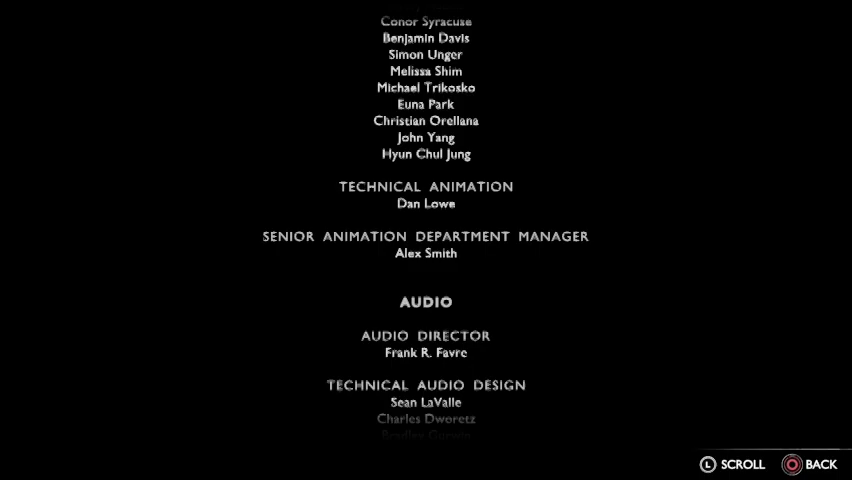 Conor Syracuse
Benjamin Davis
Simon Unger
Melissa Shim
Michael Trikosko
Euna Park
Christian Orellana
John Yang
Hyun Chul Jung
TECHNICAL ANIMATION
Dan Lowe
SENIOR ANIMATION DEPARTMENT MANAGER
Alex Smith
AUDIO
AUDIO DIRECTOR
Frank R. Favre
TECHNICAL AUDIO DESIGN
Sean LaValle
Charles Dworetz
Bradley
L SCROLL BACK